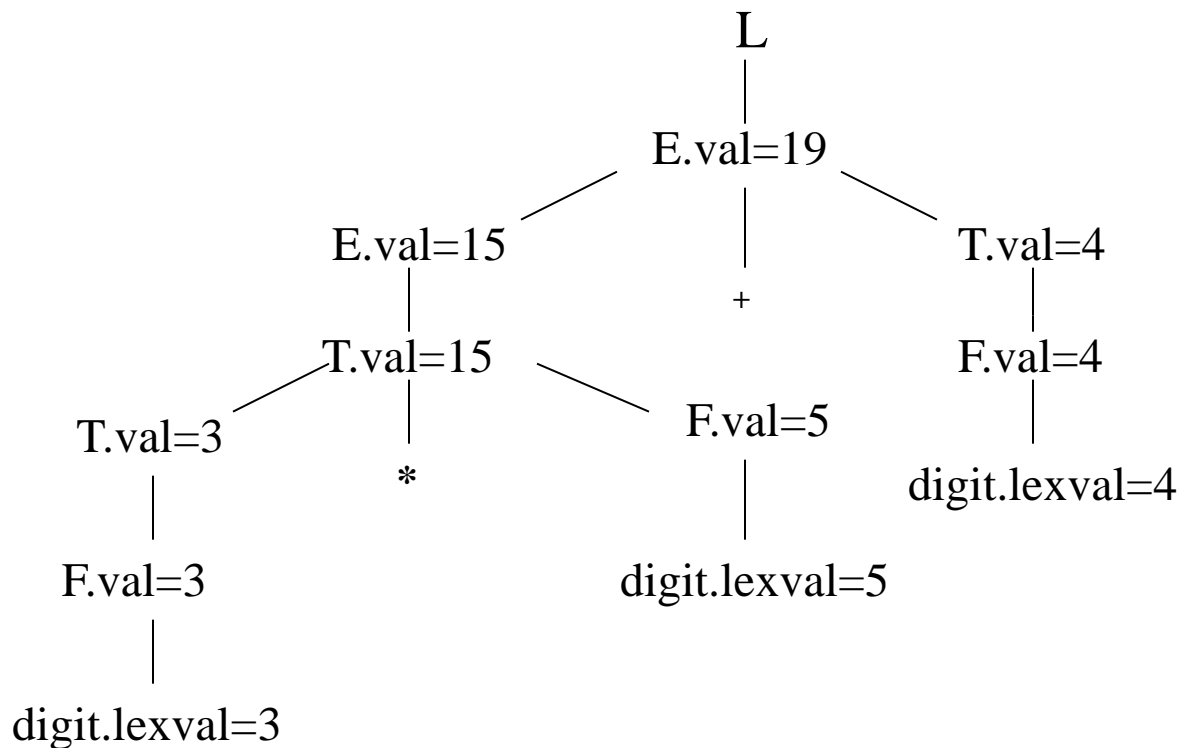 L
E.val=19
E.val=15
T.val=4
+
T.val=15
F.val=4
T.val=3
*
F.val=5
digit.lexval=4
F.val=3
digit.lexval=5
digit.lexval=3